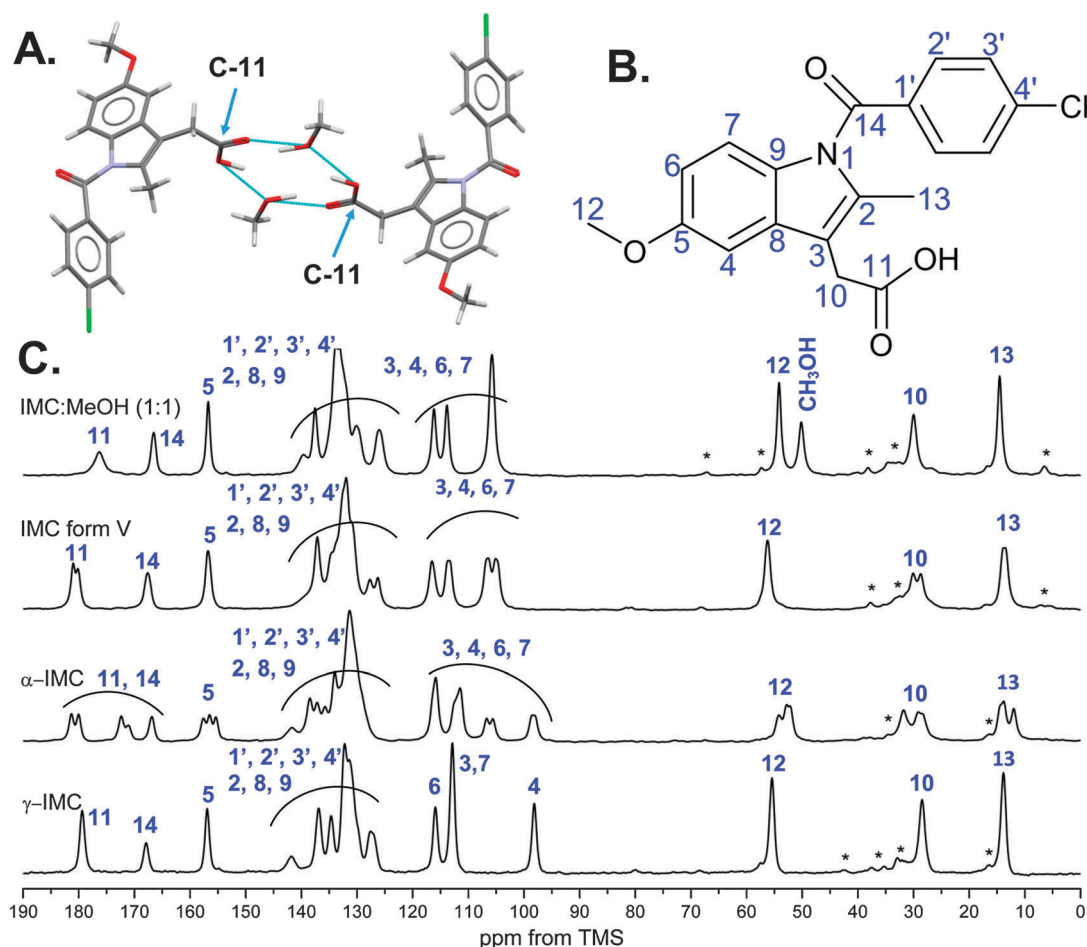 A.
C-11
C-11
B.
O
14
1'
2'
3'
4'
Cl
7
9
N
1
6
2
13
12
O
5
8
4
3
10
11
OH
O
C.
IMC:MeOH (1:1)
11
14
5
1’, 2’, 3’, 4’
2, 8, 9
3, 4, 6, 7
*
*
12
CH3OH
*
*
10
13
*
IMC form V
11
14
5
1’, 2’, 3’, 4’
2, 8, 9
3, 4, 6, 7
12
*
*
10
13
*
α–IMC
11, 14
5
1’, 2’, 3’, 4’
2, 8, 9
3, 4, 6, 7
12
*
10
*
13
γ–IMC
11
14
5
1’, 2’, 3’, 4’
2, 8, 9
6
3,7
4
12
*
*
*
10
*
13
190 180 170 160 150 140 130 120 110 100 90 80 70 60 50 40 30 20 10 0
ppm from TMS